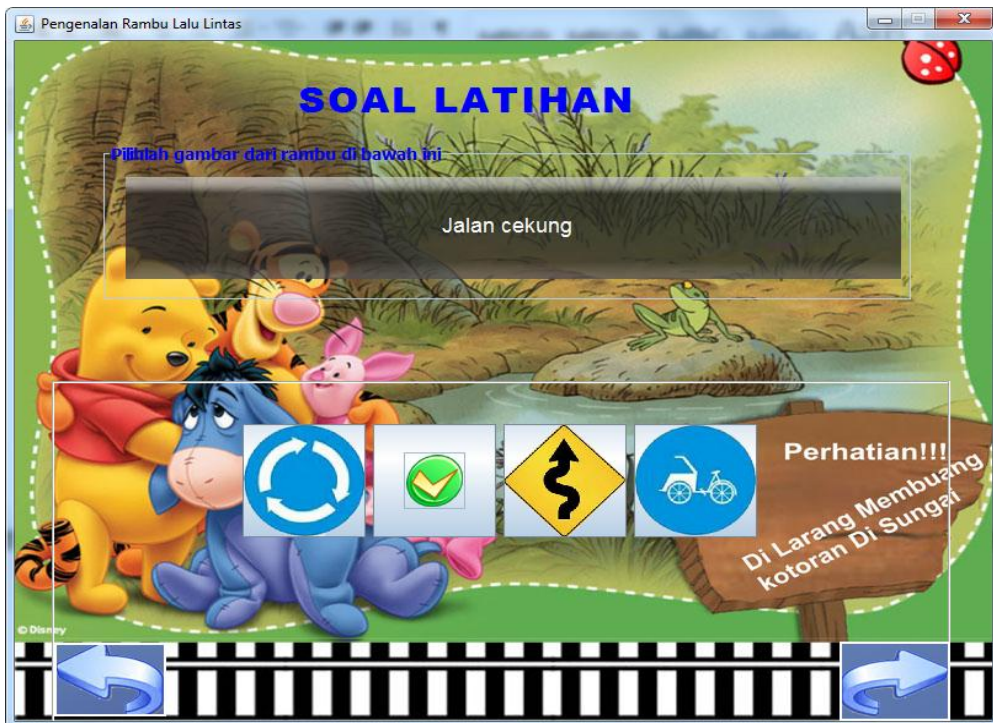 Pengenalan Rambu Lalu Lintas
SOAL LATIHAN
Pilihlah gambar dari rambu di bawah ini
Jalan cekung
Perhatian!!!
Di Larang Membuang
kotoran Di Sungai
© Disney